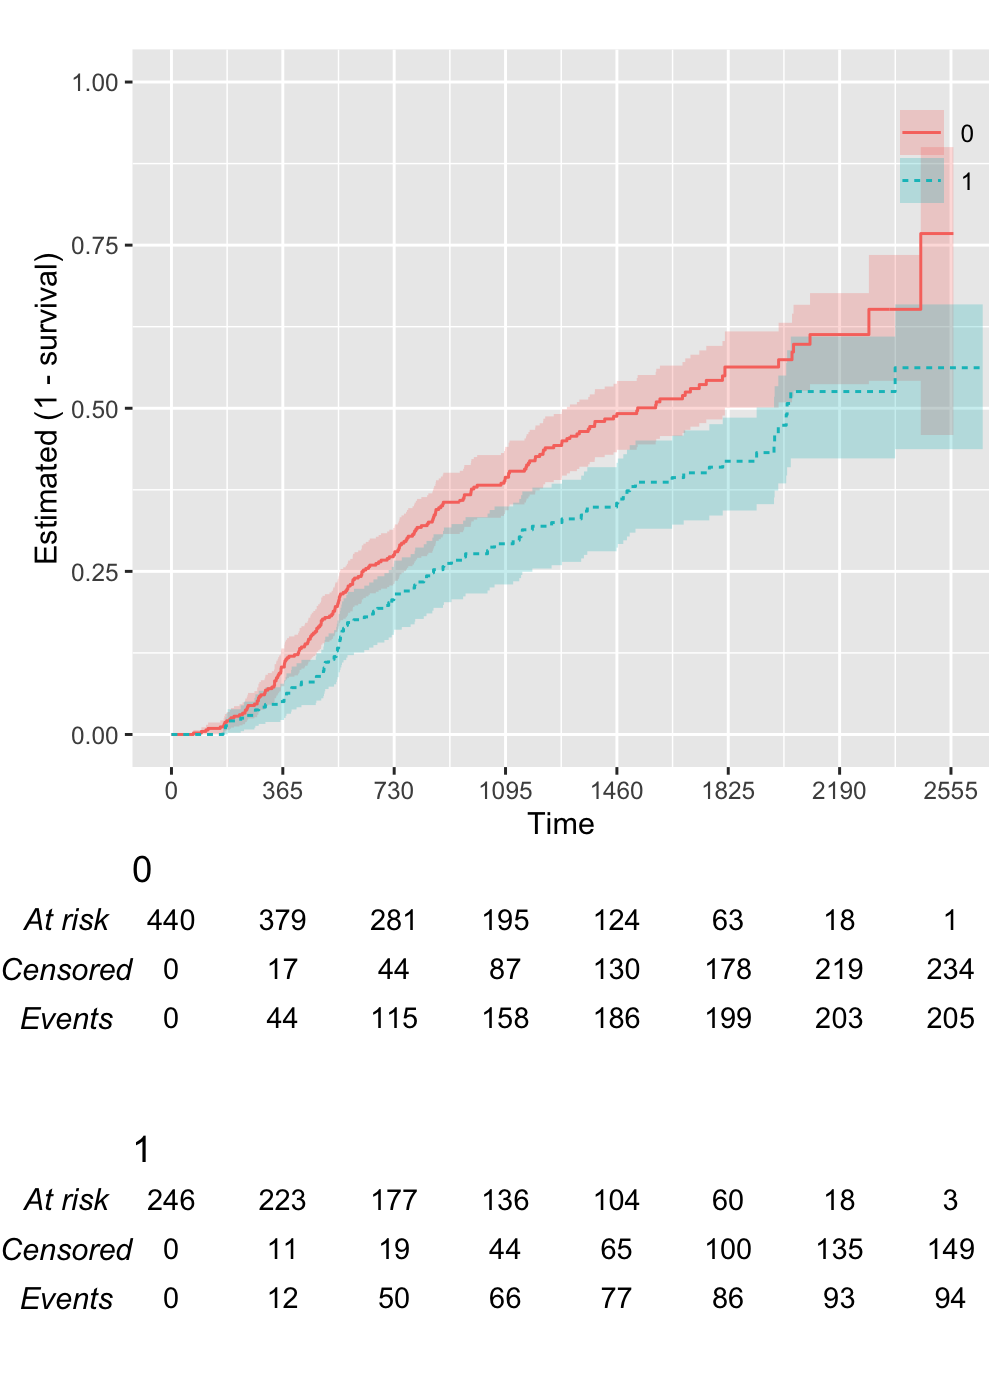 1.00
0
1
0.75
Estimated (1 - survival)
0.50
0.25
0.00
0 365 730 1095 1460 1825 2190 2555
Time
0
At risk 440 379 281 195 124 63 18 1
Censored 0 17 44 87 130 178 219 234
Events 0 44 115 158 186 199 203 205
1
At risk 246 223 177 136 104 60 18 3
Censored 0 11 19 44 65 100 135 149
Events 0 12 50 66 77 86 93 94